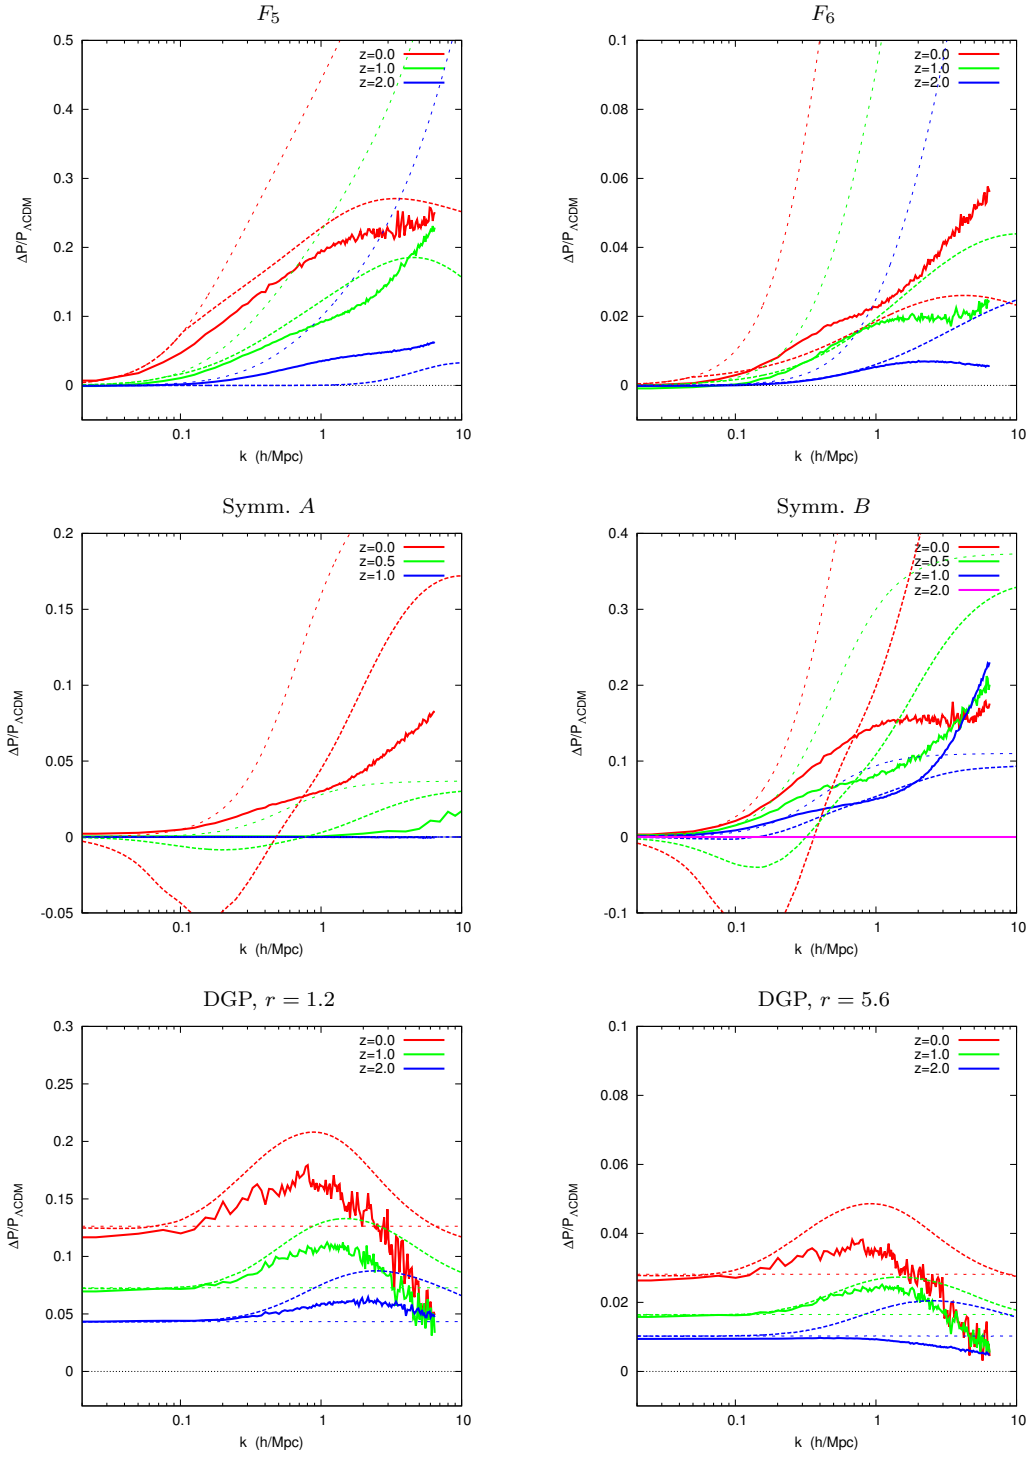 F5
F6
ΔP/PΛCDM
0.5
0.4
0.3
0.2
0.1
0
0.1
1
10
k (h/Mpc)
z=0.0
z=1.0
z=2.0
ΔP/PΛCDM
0.1
0.08
0.06
0.04
0.02
0
0.1
1
10
k (h/Mpc)
z=0.0
z=1.0
z=2.0
Symm. A
Symm. B
ΔP/PΛCDM
0.2
0.15
0.1
0.05
0
-0.05
0.1
1
10
k (h/Mpc)
z=0.0
z=0.5
z=1.0
ΔP/PΛCDM
0.4
0.3
0.2
0.1
0
-0.1
0.1
1
10
k (h/Mpc)
z=0.0
z=0.5
z=1.0
z=2.0
DGP, r = 1.2
DGP, r = 5.6
ΔP/PΛCDM
0.3
0.25
0.2
0.15
0.1
0.05
0
0.1
1
10
k (h/Mpc)
z=0.0
z=1.0
z=2.0
ΔP/PΛCDM
0.1
0.08
0.06
0.04
0.02
0
0.1
1
10
k (h/Mpc)
z=0.0
z=1.0
z=2.0